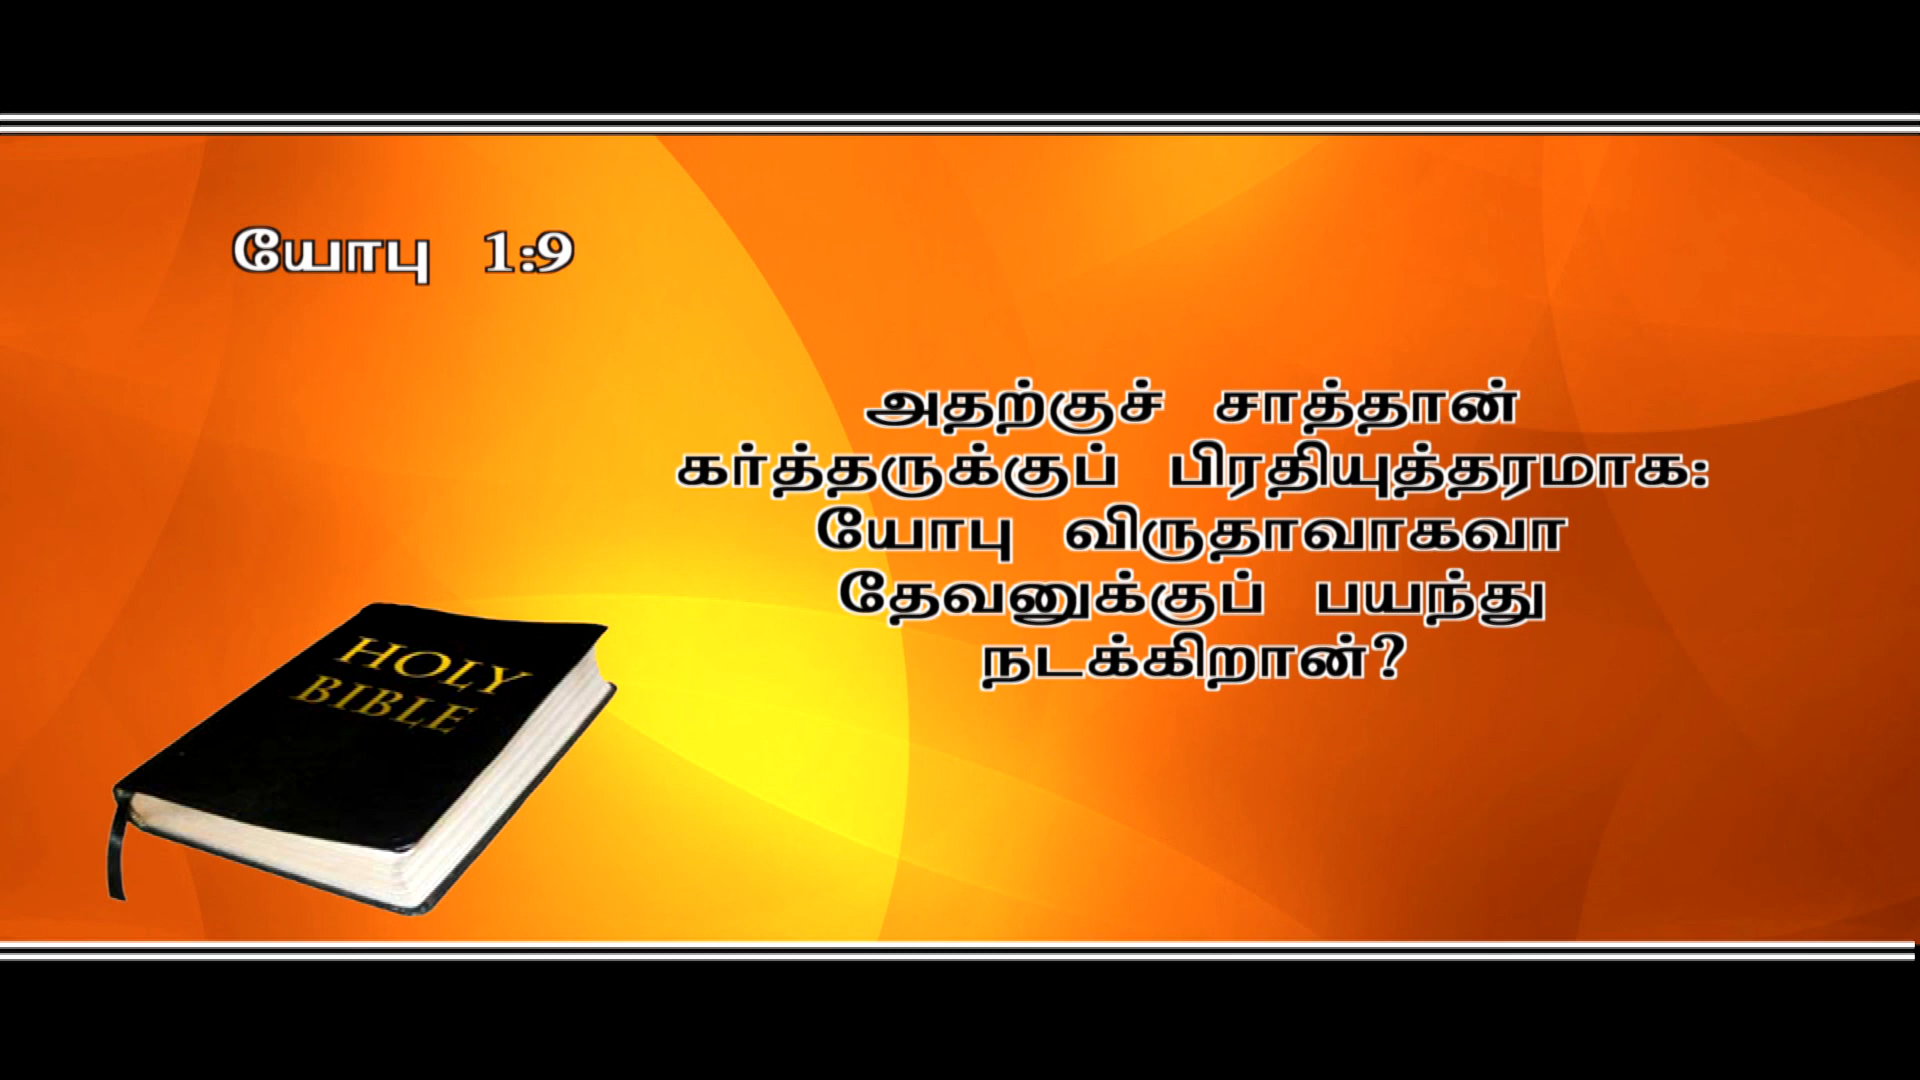 யோபு 1:9
அதற்குச் சாத்தான்
கர்த்தருக்குப் பிரதியுத்தரமாக:
யோபு விருதாவாகவா
தேவனுக்குப் பயந்து
நடக்கிறான்?
HOLY
BIBLE